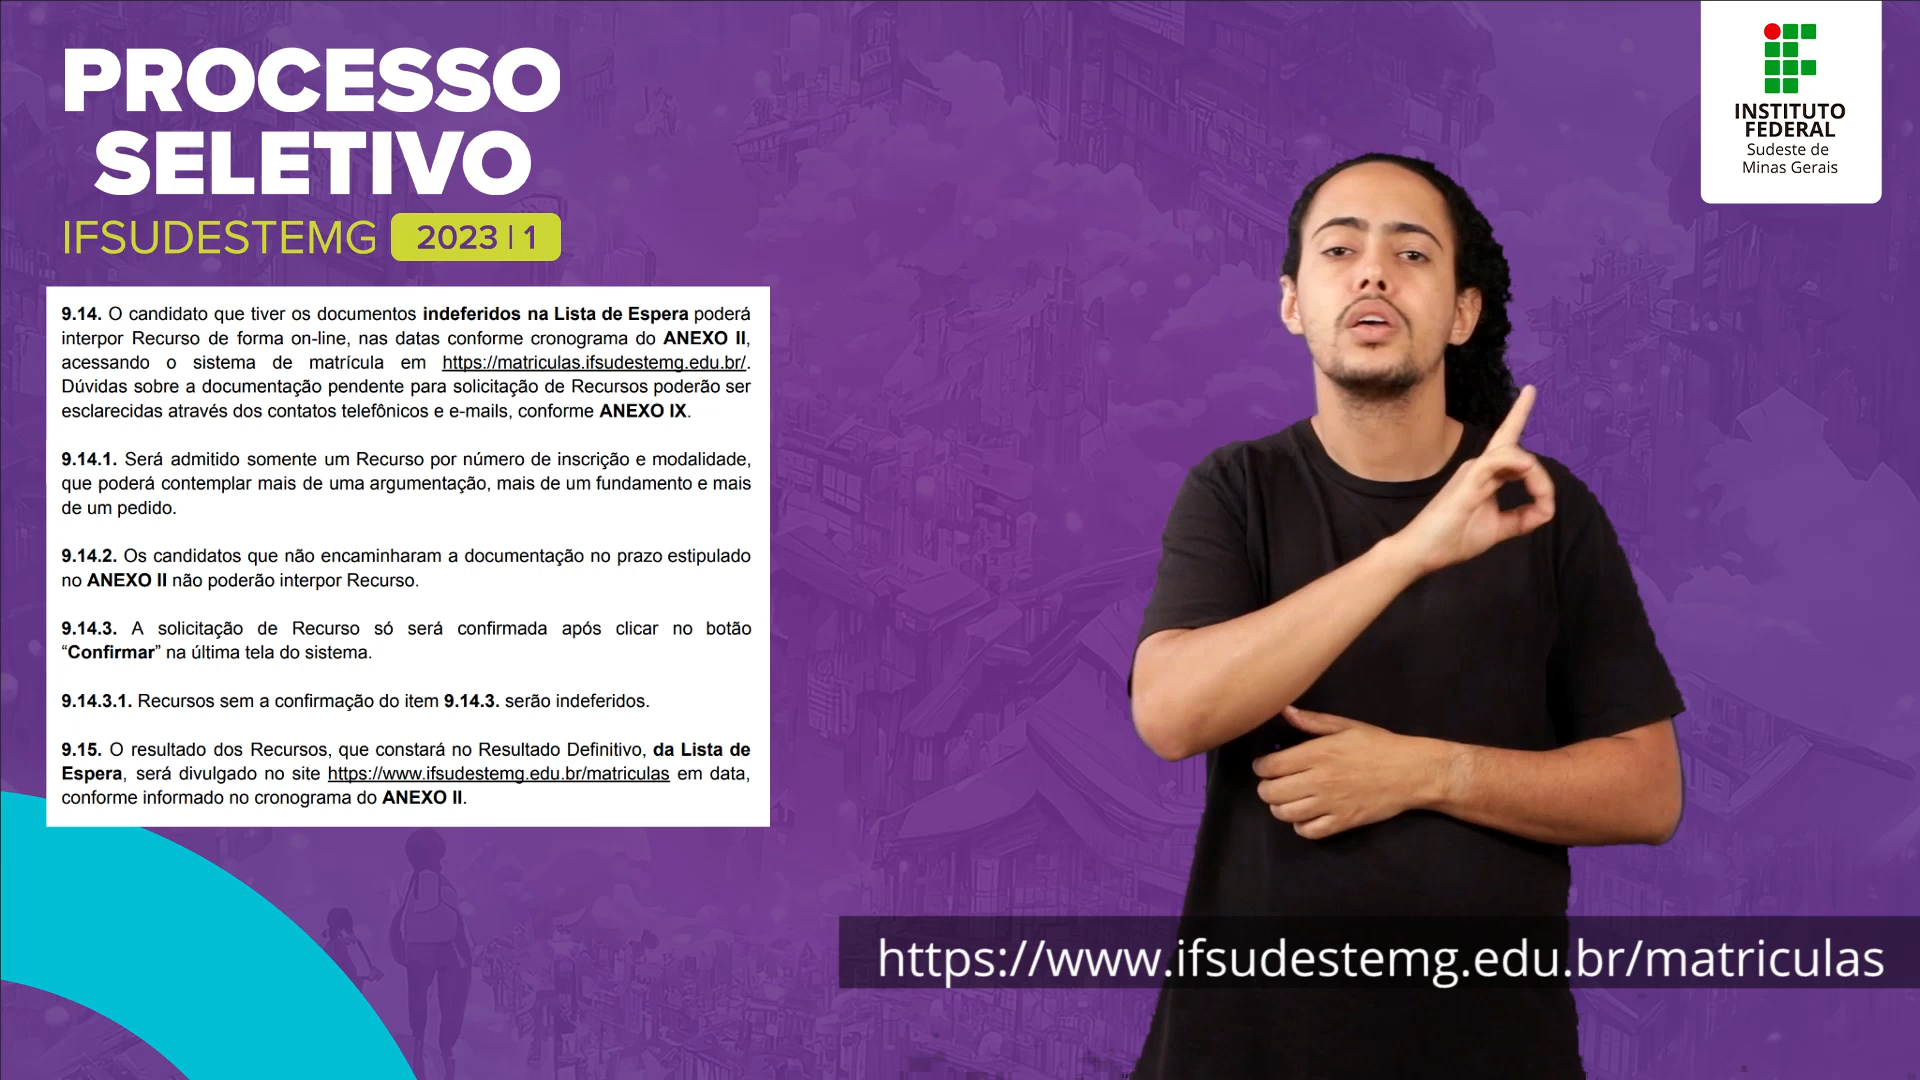 PROCESSO
SELETIVO
IFSUDESTEMG 2023 | 1
INSTITUTO
FEDERAL
Sudeste de
Minas Gerais
9.14. O candidato que tiver os documentos indeferidos na Lista de Espera poderá
interpor Recurso de forma on-line, nas datas conforme cronograma do ANEXO II,
acessando o sistema de matrícula em https://matriculas.ifsudestemg.edu.br/.
Dúvidas sobre a documentação pendente para solicitação de Recursos poderão ser
esclarecidas através dos contatos telefônicos e e-mails, conforme ANEXO IX.
9.14.1. Será admitido somente um Recurso por número de inscrição e modalidade,
que poderá contemplar mais de uma argumentação, mais de um fundamento e mais
de um pedido.
9.14.2. Os candidatos que não encaminharam a documentação no prazo estipulado
no ANEXO II não poderão interpor Recurso.
9.14.3. A solicitação de Recurso só será confirmada após clicar no botão
“Confirmar” na última tela do sistema.
9.14.3.1. Recursos sem a confirmação do item 9.14.3. serão indeferidos.
9.15. O resultado dos Recursos, que constará no Resultado Definitivo, da Lista de
Espera, será divulgado no site https://www.ifsudestemg.edu.br/matriculas em data,
conforme informado no cronograma do ANEXO II.
https://www.ifsudestemg.edu.br/matriculas